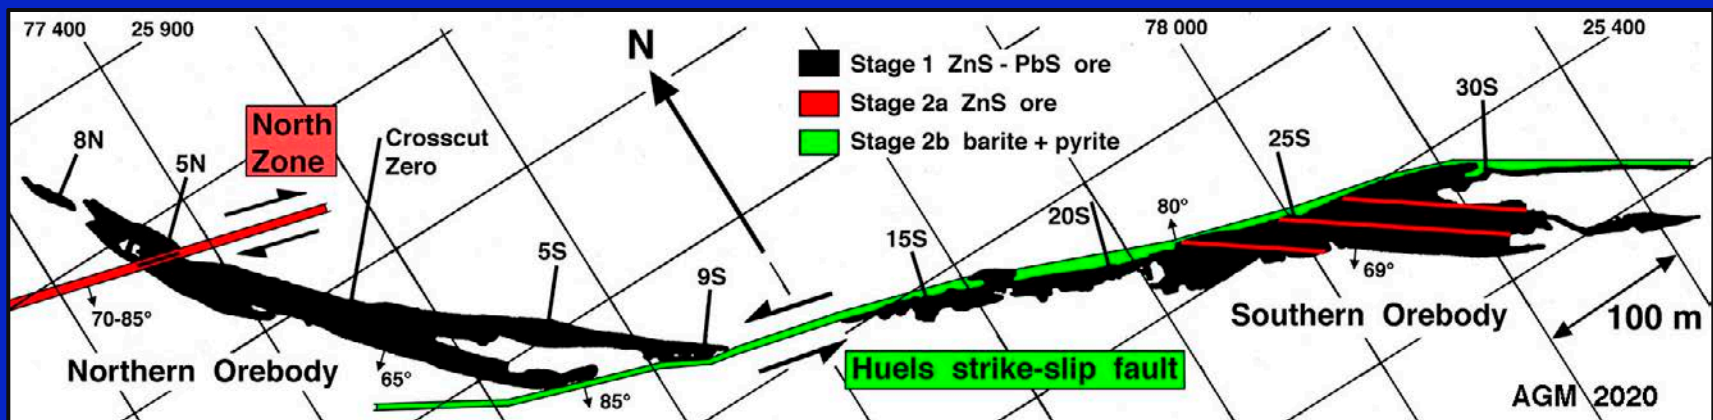 77 400
25 900
N
78 000
25 400
Stage 1 ZnS - PbS ore
Stage 2a ZnS ore
Stage 2b barite + pyrite
30S
8N
North
Zone
Crosscut
Zero
5N
25S
20S
80°
15S
5S
9S
69°
70-85°
65°
85°
Northern Orebody
Southern Orebody
100 m
Huels strike-slip fault
AGM 2020